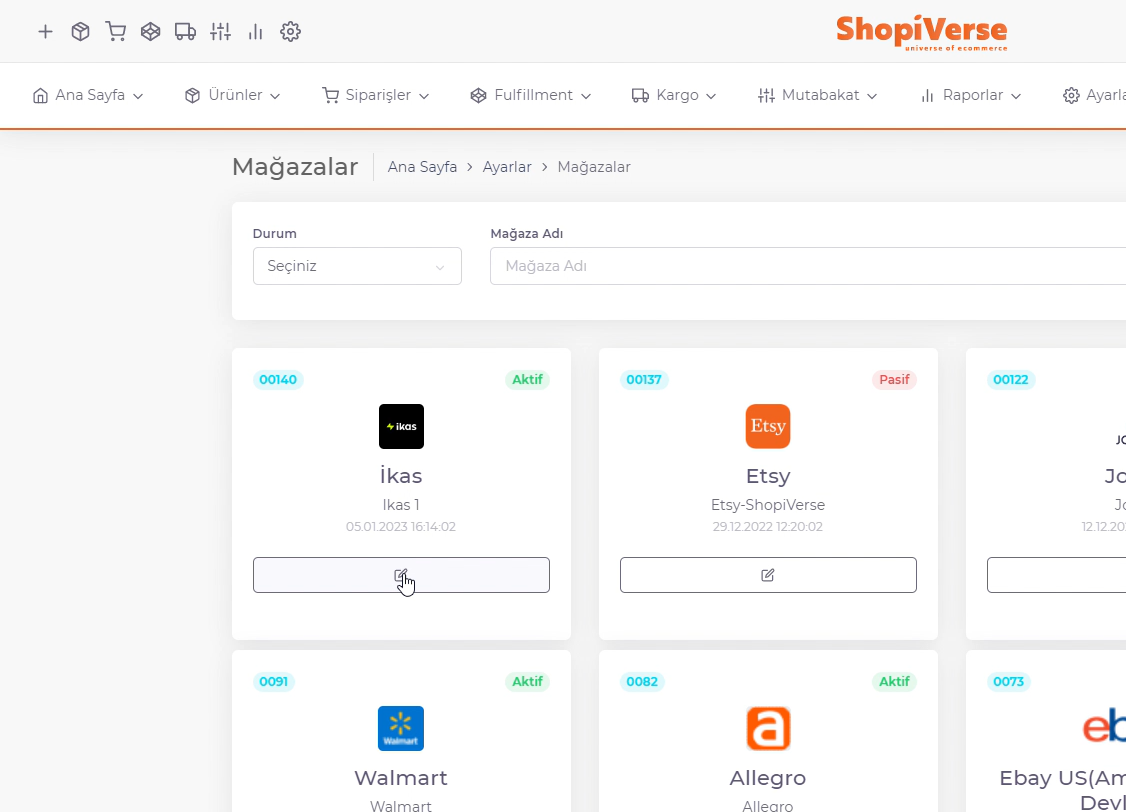 ShopiVerse
universe of ecommerce
Ana Sayfa
Ürünler
Siparişler
Fulfillment
Kargo
Mutabakat
Raporlar
Ayarla
Mağazalar
Ana Sayfa > Ayarlar > Mağazalar
Durum
Mağaza Adı
Seçiniz
Mağaza Adı
00140
Aktif
ikas
İkas
Ikas 1
05.01.2023 16:14:02
00137
Pasif
Etsy
Etsy
Etsy-ShopiVerse
29.12.2022 12:20:02
00122
JO
Jo
Jo
12.12.20
0091
Aktif
Walmart
Walmart
Walmart
0082
Aktif
a
Allegro
Allegro
0073
eb
Ebay US(Am
Devl